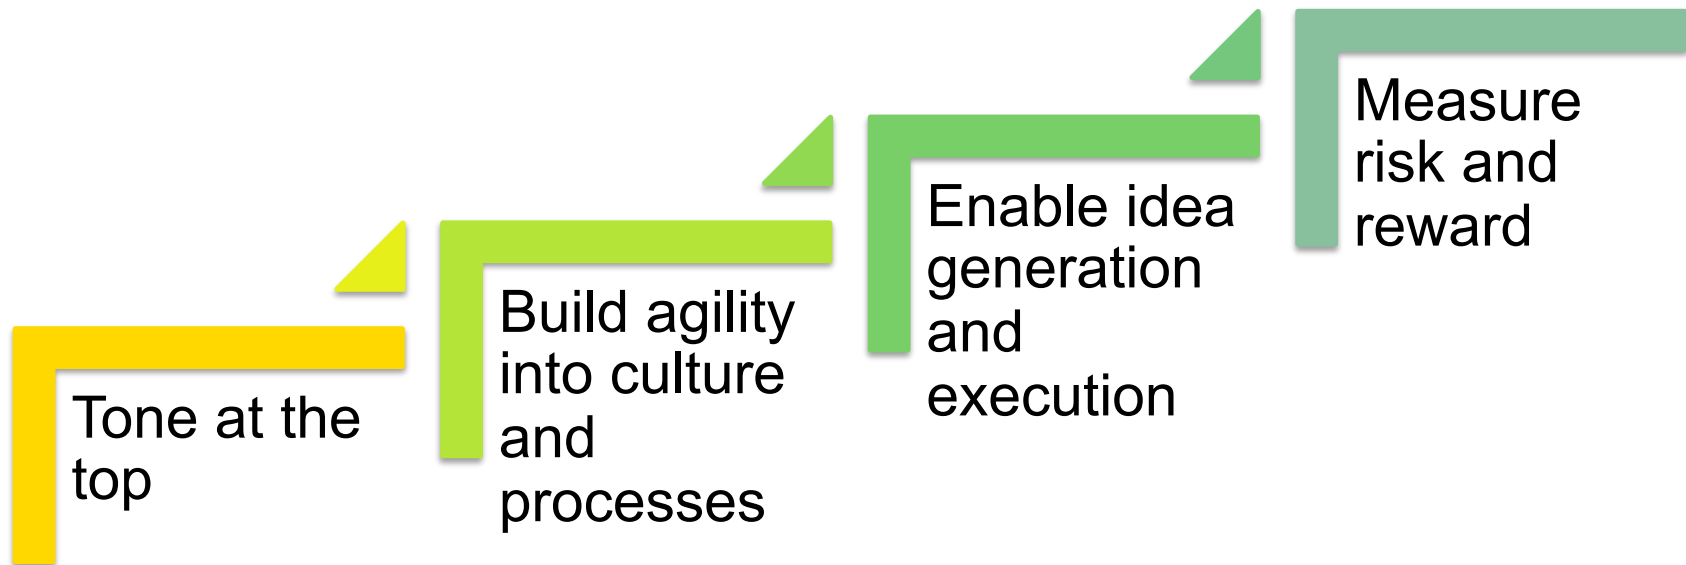 Tone at the
top
Build agility
into culture
and
processes
Enable idea
generation
and
execution
Measure
risk and
reward